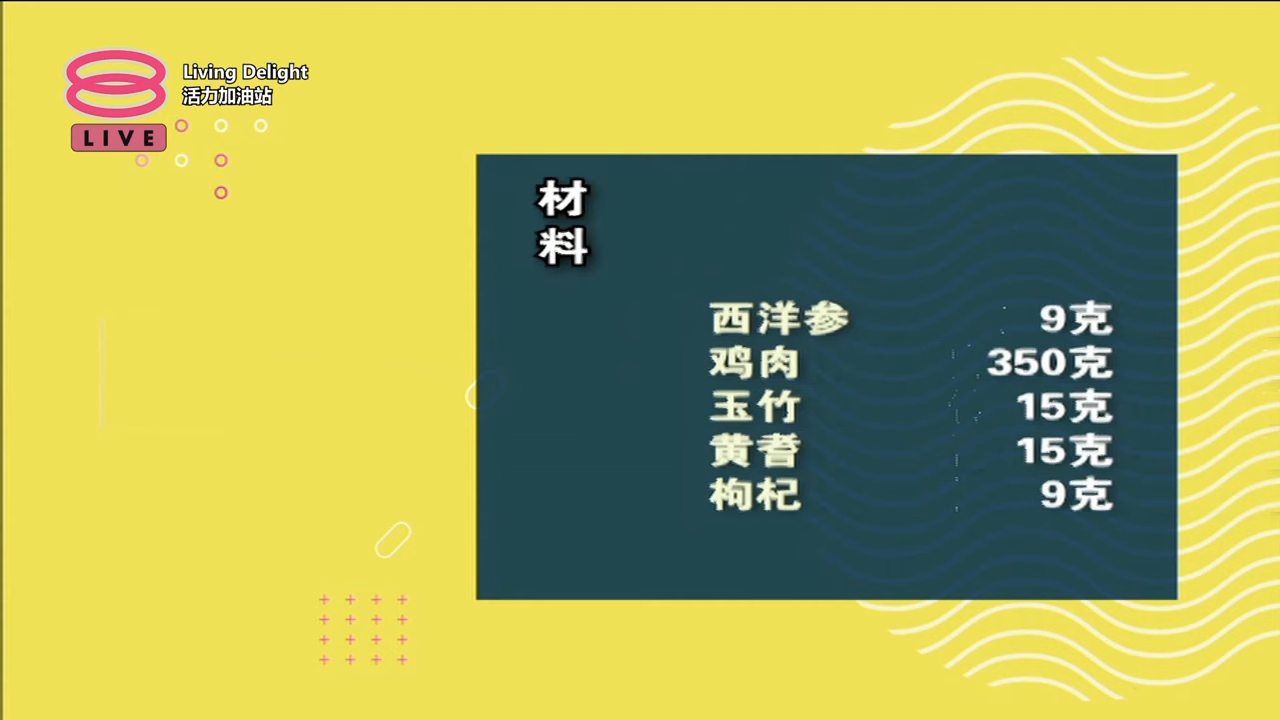 Living Delight
活力加油站
LIVE
材
料
西洋参 9克
鸡肉 350克
玉竹 15克
黄耆 15克
枸杞 9克